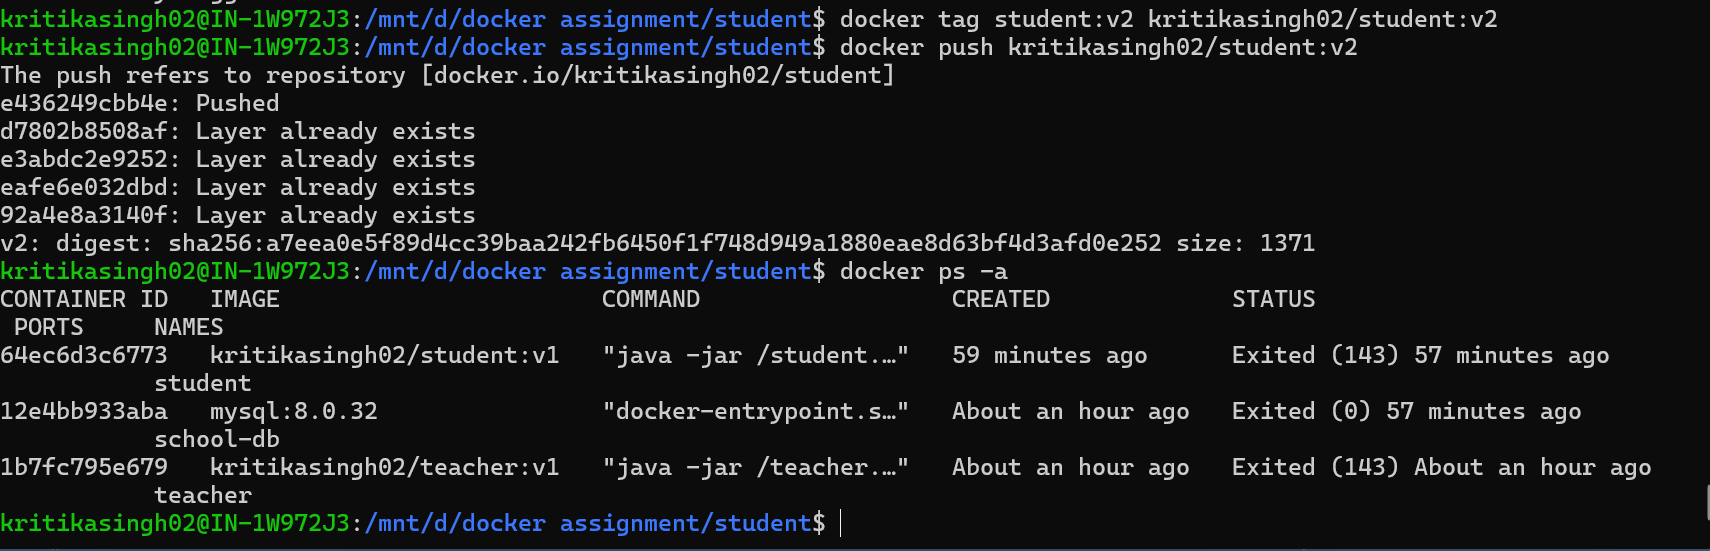 kritikasingh02@IN-1W972J3:/mnt/d/docker assignment/student$ docker tag student:v2 kritikasingh02/student:v2
kritikasingh02@IN-1W972J3:/mnt/d/docker assignment/student$ docker push kritikasingh02/student:v2
The push refers to repository [docker.io/kritikasingh02/student]
e436249cbb4e: Pushed
d7802b8508af: Layer already exists
e3abdc2e9252: Layer already exists
eafe6e032dbd: Layer already exists
92a4e8a3140f: Layer already exists
v2: digest: sha256:a7eea0e5f89d4cc39baa242fb6450f1f748d949a1880eae8d63bf4d3afd0e252 size: 1371
kritikasingh02@IN-1W972J3:/mnt/d/docker assignment/student$ docker ps -a
CONTAINER ID   IMAGE                       COMMAND                  CREATED             STATUS
 PORTS     NAMES
64ec6d3c6773   kritikasingh02/student:v1   "java -jar /student.…"   59 minutes ago      Exited (143) 57 minutes ago
           student
12e4bb933aba   mysql:8.0.32                "docker-entrypoint.s…"   About an hour ago   Exited (0) 57 minutes ago
           school-db
1b7fc795e679   kritikasingh02/teacher:v1   "java -jar /teacher.…"   About an hour ago   Exited (143) About an hour ago
           teacher
kritikasingh02@IN-1W972J3:/mnt/d/docker assignment/student$